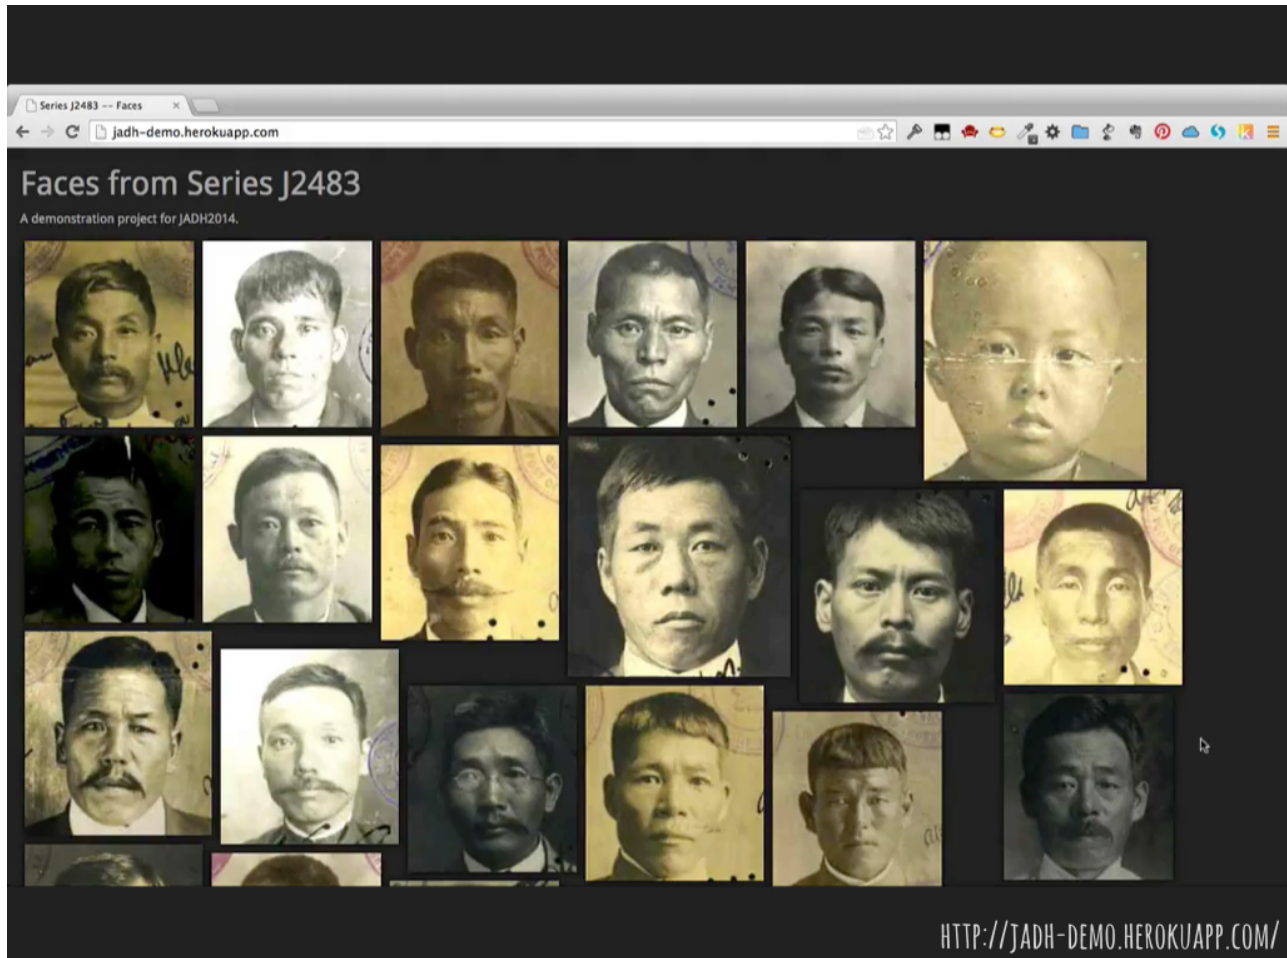 Series J2483 -- Faces
jadh-demo.herokuapp.com
Faces from Series J2483
A demonstration project for JADH2014.
HTTP://JADH-DEMO.HEROKUAPP.COM/